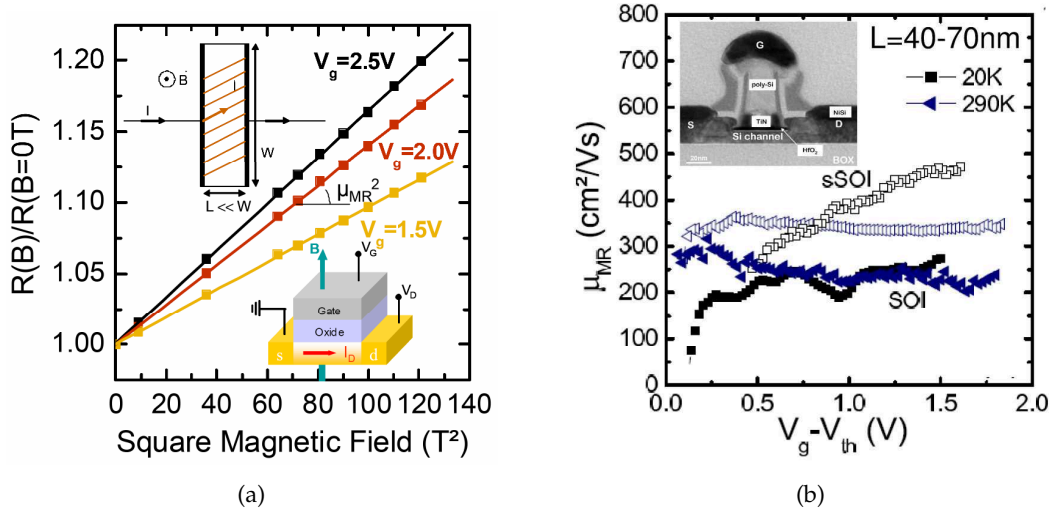 1.20
1.15
1.10
1.05
1.00
R(B)/R(B=0T)
0 20 40 60 80 100 120 140
Square Magnetic Field (T²)
V_g=2.5V
V_g=2.0V
V_g=1.5V
μ_MR²
B
I
l
W
L << W
B
V_G
V_D
Gate
Oxide
s
I_D
d
(a)
800
700
600
500
400
300
200
100
0
μ_MR (cm²/Vs)
0.0 0.5 1.0 1.5 2.0
V_g-V_th (V)
L=40-70nm
20K
290K
sSOI
SOI
G
poly-Si
NiSi
S
TiN
D
Si channel
HfO₂
BOX
(b)